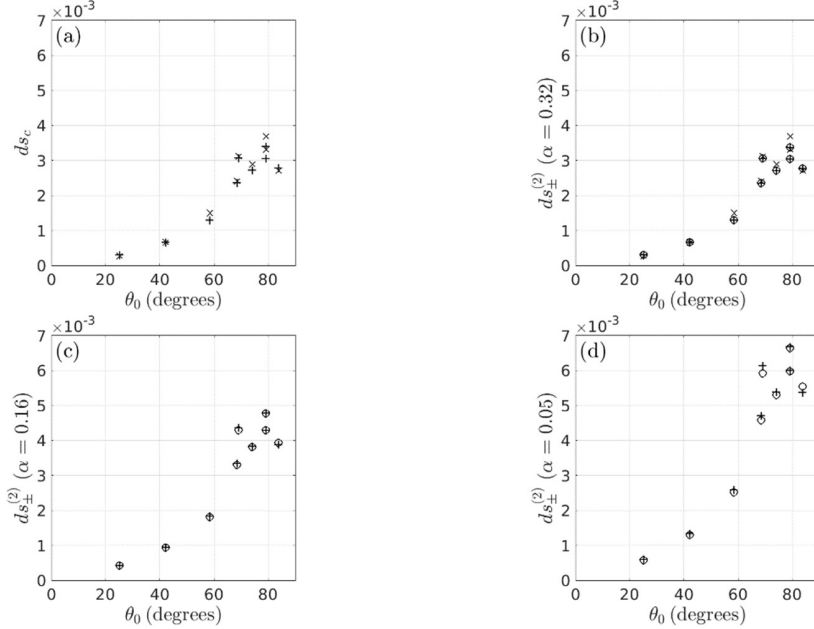 ×10⁻³
(a)
7
6
5
4
3
2
1
0
ds_c
0 20 40 60 80
θ₀ (degrees)
×10⁻³
(b)
7
6
5
4
3
2
1
0
ds±⁽²⁾ (α = 0.32)
0 20 40 60 80
θ₀ (degrees)
×10⁻³
(c)
7
6
5
4
3
2
1
0
ds±⁽²⁾ (α = 0.16)
0 20 40 60 80
θ₀ (degrees)
×10⁻³
(d)
7
6
5
4
3
2
1
0
ds±⁽²⁾ (α = 0.05)
0 20 40 60 80
θ₀ (degrees)